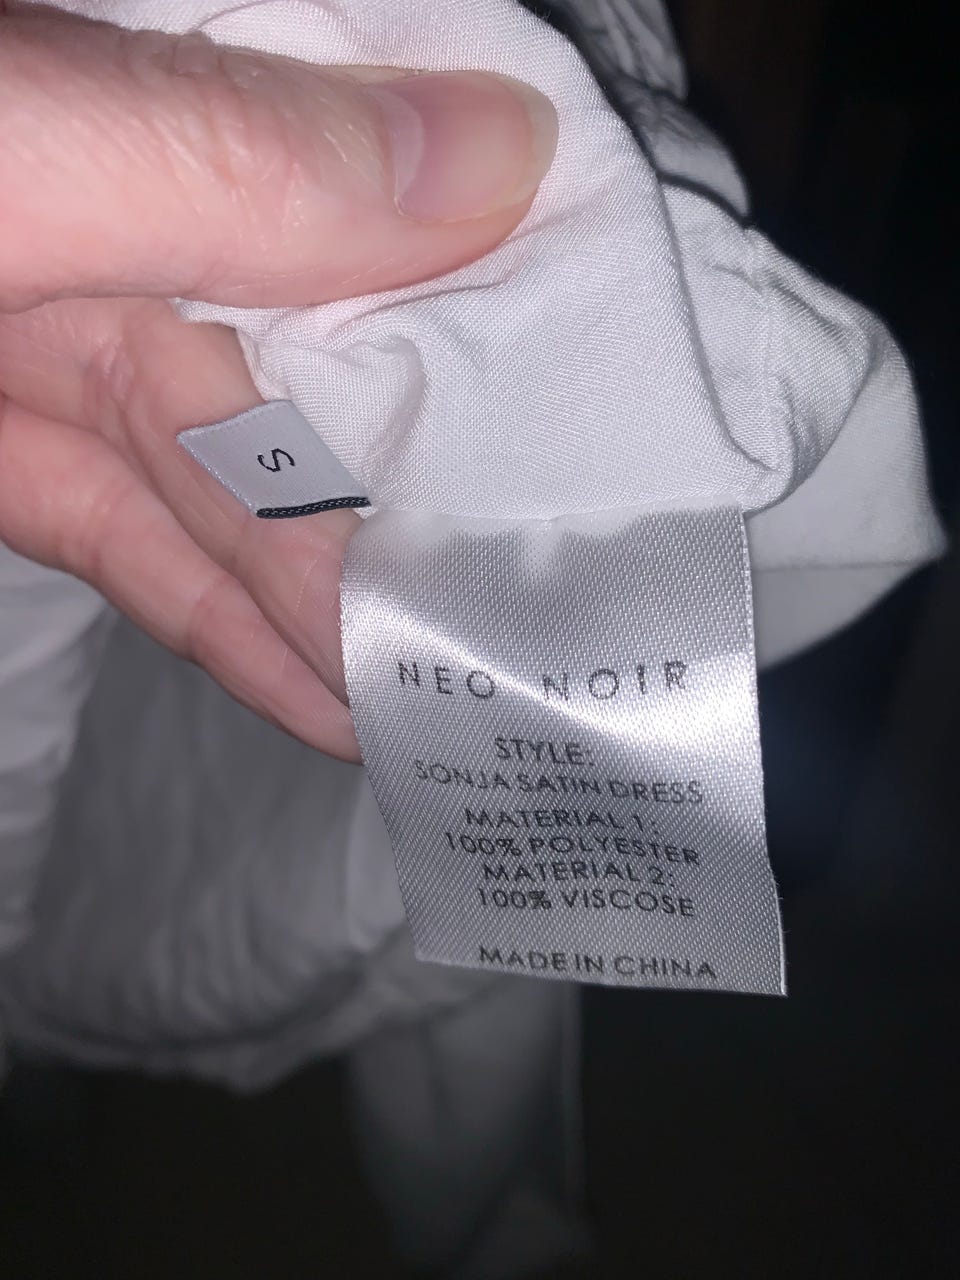 S
NEO NOIR
STYLE:
SONJA SATIN DRESS
MATERIAL 1:
100% POLYESTER
MATERIAL 2:
100% VISCOSE
MADE IN CHINA